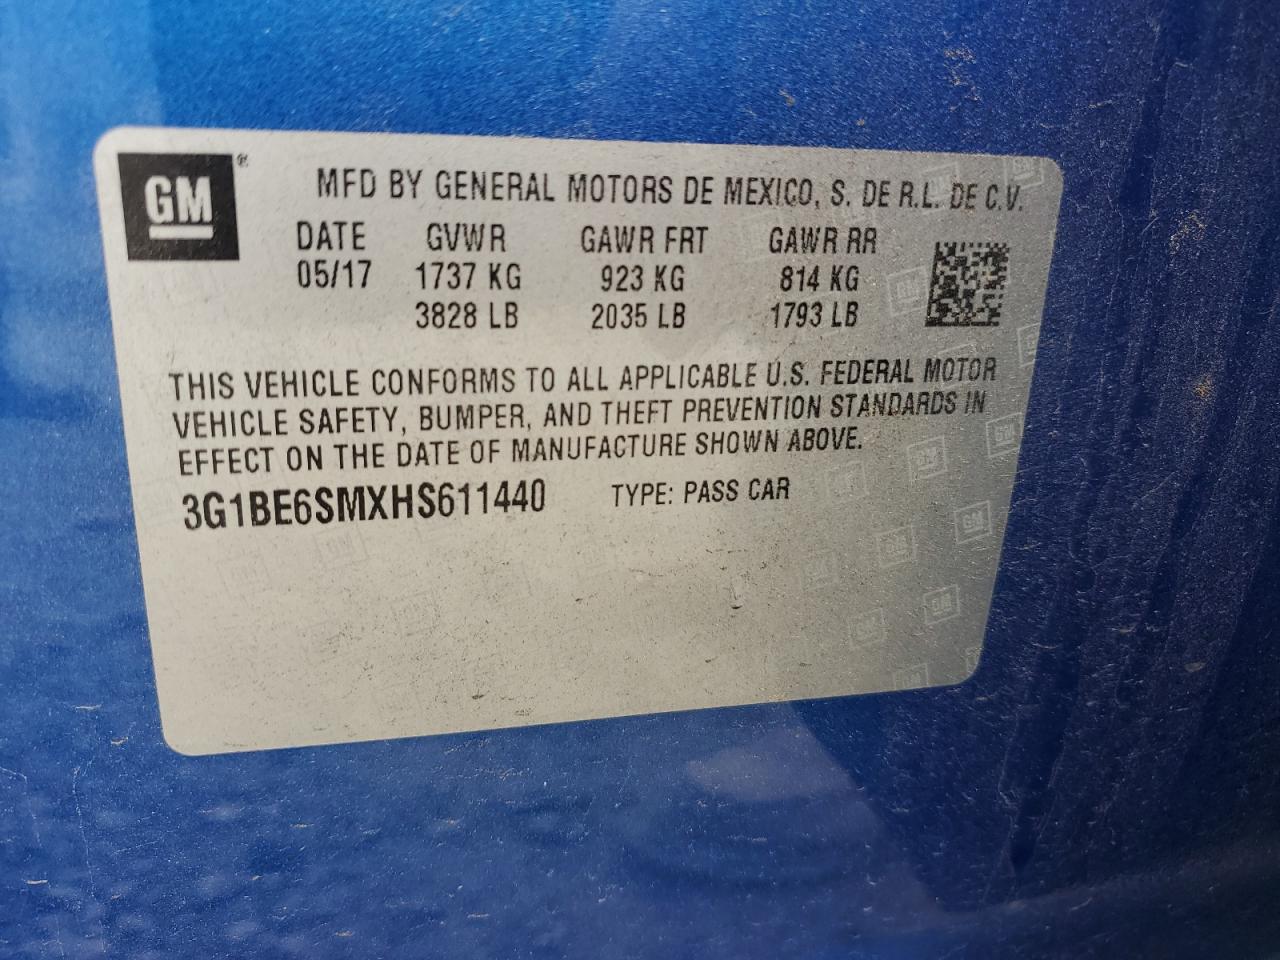 GM®
MFD BY GENERAL MOTORS DE MEXICO, S. DE R.L. DE C.V.
DATE GVWR GAWR FRT GAWR RR
05/17 1737 KG 923 KG 814 KG
3828 LB 2035 LB 1793 LB
THIS VEHICLE CONFORMS TO ALL APPLICABLE U.S. FEDERAL MOTOR
VEHICLE SAFETY, BUMPER, AND THEFT PREVENTION STANDARDS IN
EFFECT ON THE DATE OF MANUFACTURE SHOWN ABOVE.
3G1BE6SMXHS611440 TYPE: PASS CAR